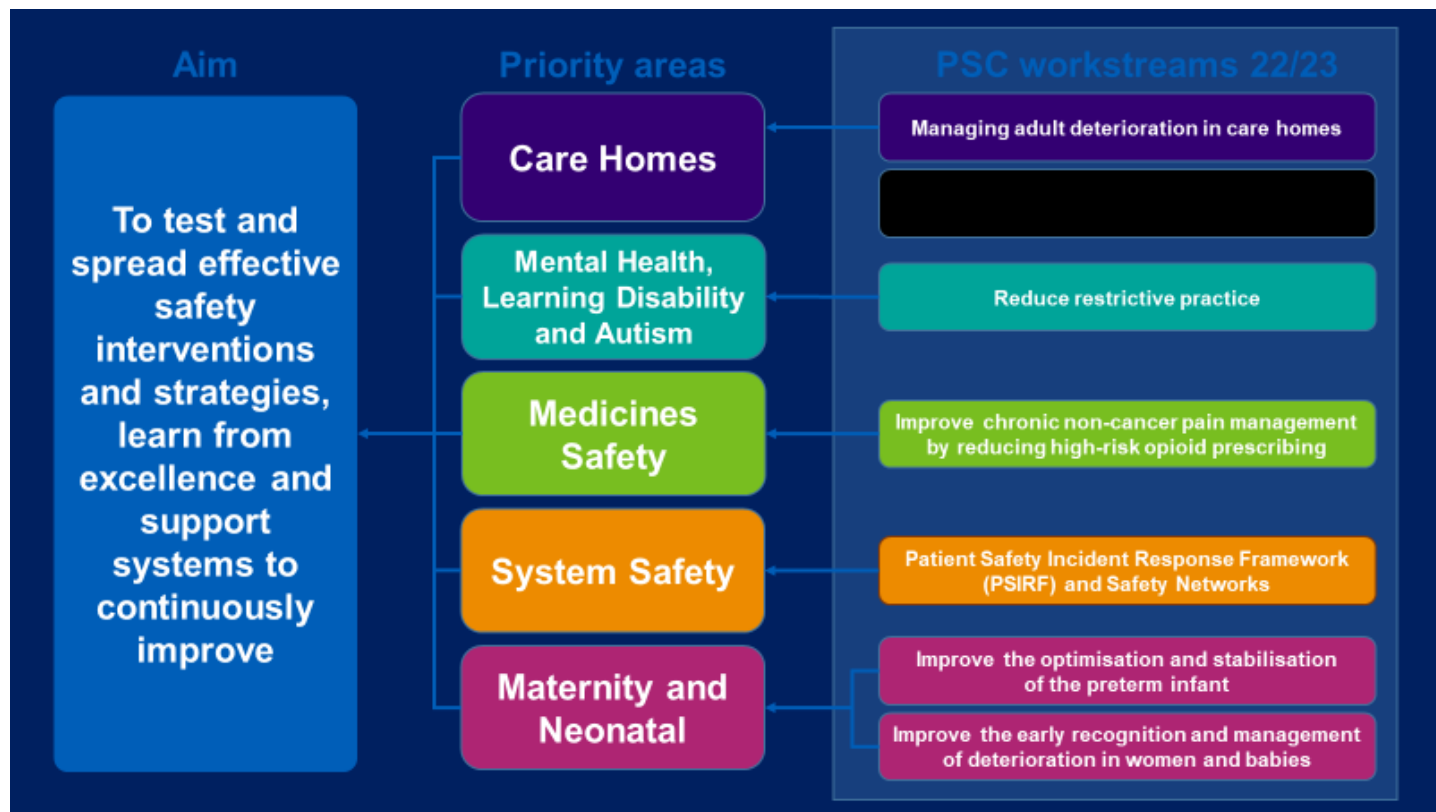 Aim
To test and
spread effective
safety
interventions
and strategies,
learn from
excellence and
support
systems to
continuously
improve
Priority areas
Care Homes
Mental Health,
Learning Disability
and Autism
Medicines
Safety
System Safety
Maternity and
Neonatal
PSC workstreams 22/23
Managing adult deterioration in care homes
Reduce restrictive practice
Improve chronic non-cancer pain management
by reducing high-risk opioid prescribing
Patient Safety Incident Response Framework
(PSIRF) and Safety Networks
Improve the optimisation and stabilisation
of the preterm infant
Improve the early recognition and management
of deterioration in women and babies